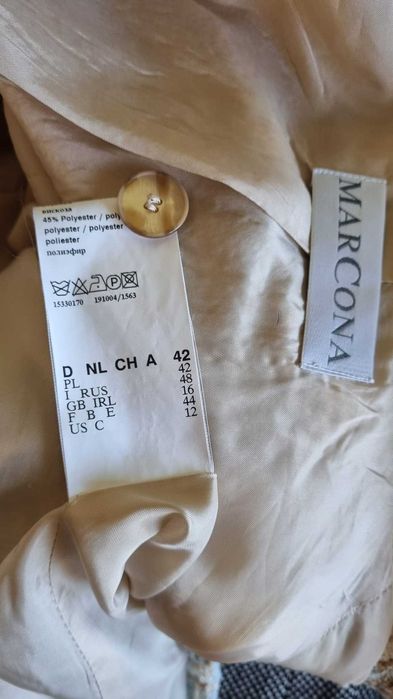 вискоза
45% Polyester / poly
polyester / polyester
poliester
полиэфир
15330170 191004/1563
D NL CH A 42
PL 42
I RUS 48
GB IRL 16
F B E 44
US C 12
MARCONA